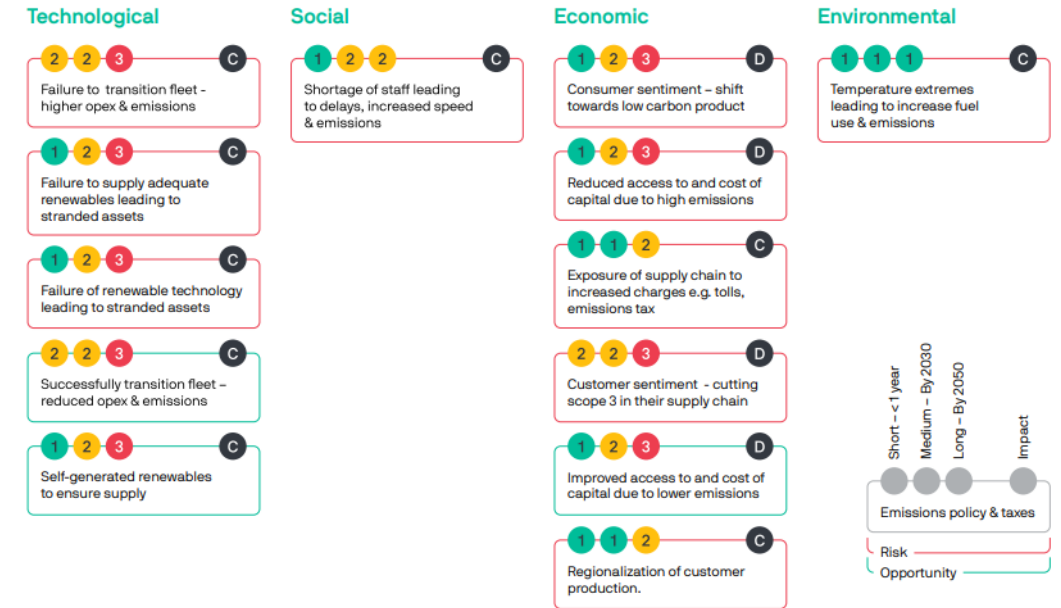 Technological
2 2 3 C
Failure to transition fleet -
higher opex & emissions
1 2 3 C
Failure to supply adequate
renewables leading to
stranded assets
1 2 3 C
Failure of renewable technology
leading to stranded assets
2 2 3 C
Successfully transition fleet –
reduced opex & emissions
1 2 3 C
Self-generated renewables
to ensure supply
Social
1 2 2 C
Shortage of staff leading
to delays, increased speed
& emissions
Economic
1 2 3 D
Consumer sentiment – shift
towards low carbon product
1 2 3 D
Reduced access to and cost of
capital due to high emissions
1 1 2 C
Exposure of supply chain to
increased charges e.g. tolls,
emissions tax
2 2 3 D
Customer sentiment - cutting
scope 3 in their supply chain
1 2 3 D
Improved access to and cost of
capital due to lower emissions
1 1 2 C
Regionalization of customer
production.
Environmental
1 1 1 C
Temperature extremes
leading to increase fuel
use & emissions
Short – < 1 year
Medium – By 2030
Long – By 2050
Impact
Emissions policy & taxes
Risk
Opportunity